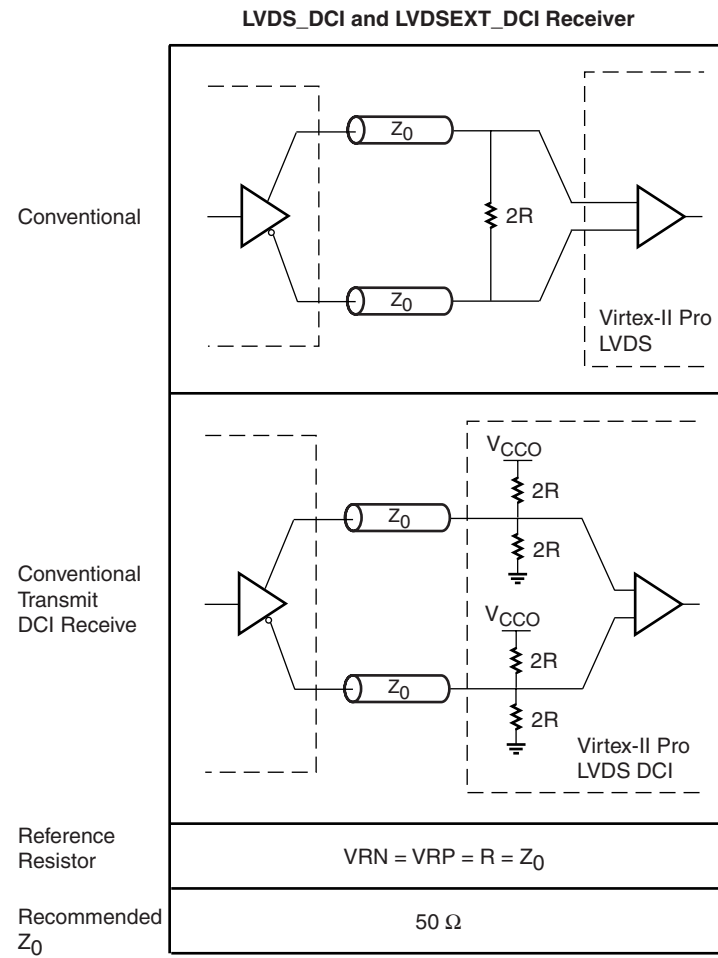 LVDS_DCI and LVDSEXT_DCI Receiver
Conventional
Z0
2R
Z0
Virtex-II Pro
LVDS
Conventional
Transmit
DCI Receive
VCCO
2R
Z0
2R
VCCO
2R
Z0
2R
Virtex-II Pro
LVDS DCI
Reference
Resistor
VRN = VRP = R = Z0
Recommended
Z0
50 Ω